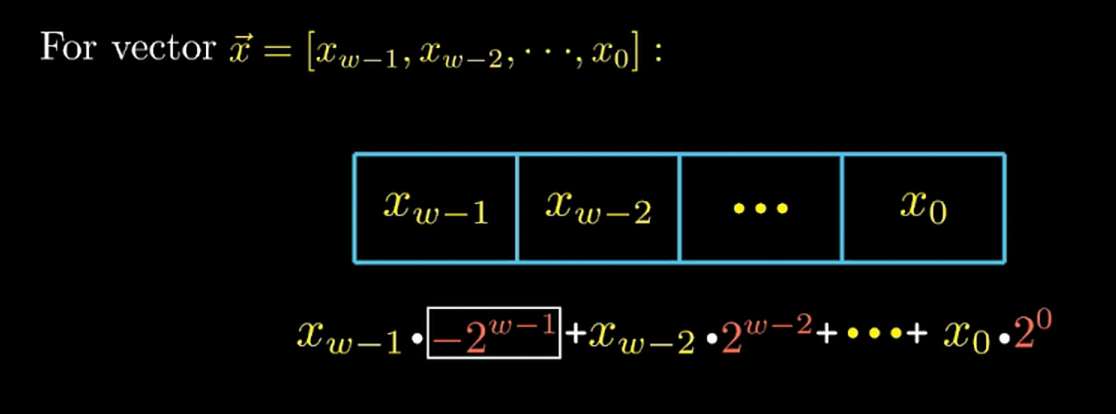 For vector $\vec{x} = [x_{w-1}, x_{w-2}, \cdots, x_0]:$
$x_{w-1}$ $x_{w-2}$ $\cdots$ $x_0$
$x_{w-1} \cdot -2^{w-1} + x_{w-2} \cdot 2^{w-2} + \cdots + x_0 \cdot 2^0$